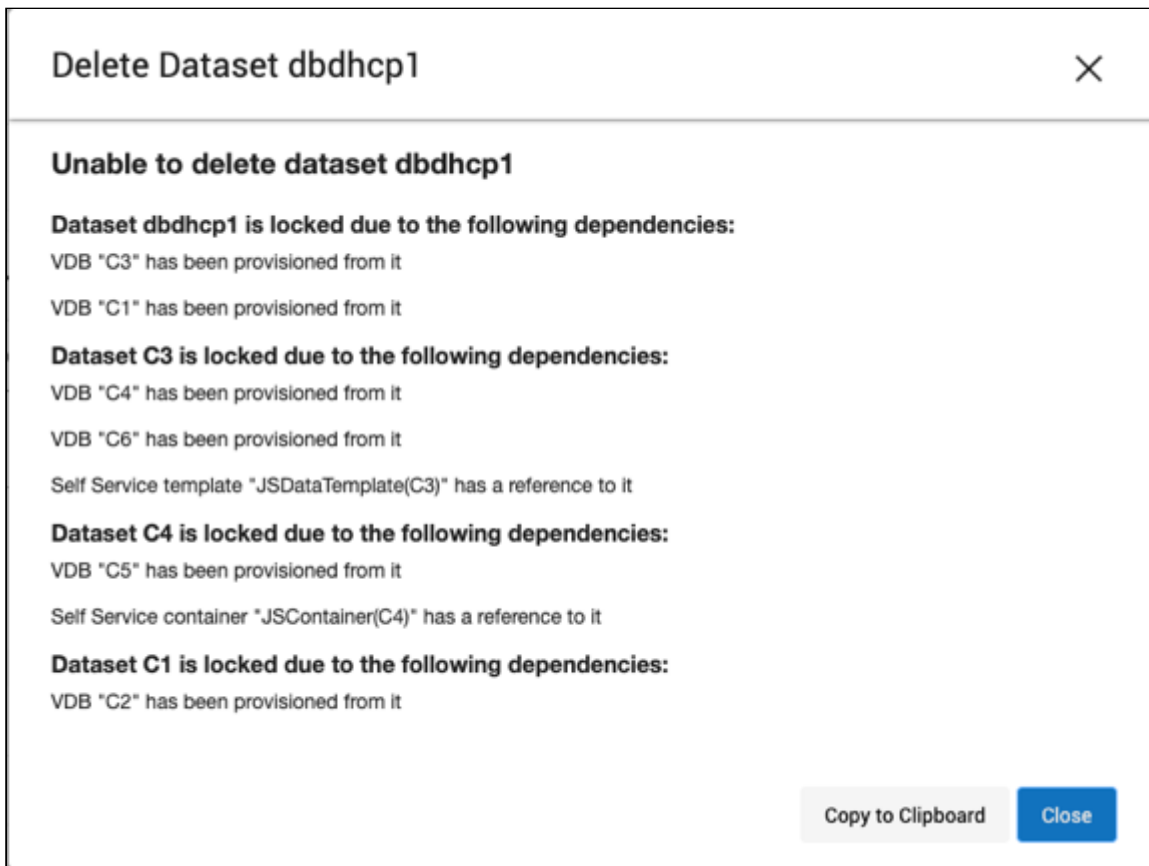 Delete Dataset dbdhcp1
Unable to delete dataset dbdhcp1
Dataset dbdhcp1 is locked due to the following dependencies:
VDB "C3" has been provisioned from it
VDB "C1" has been provisioned from it
Dataset C3 is locked due to the following dependencies:
VDB "C4" has been provisioned from it
VDB "C6" has been provisioned from it
Self Service template "JSDataTemplate(C3)" has a reference to it
Dataset C4 is locked due to the following dependencies:
VDB "C5" has been provisioned from it
Self Service container "JSContainer(C4)" has a reference to it
Dataset C1 is locked due to the following dependencies:
VDB "C2" has been provisioned from it
Copy to Clipboard
Close